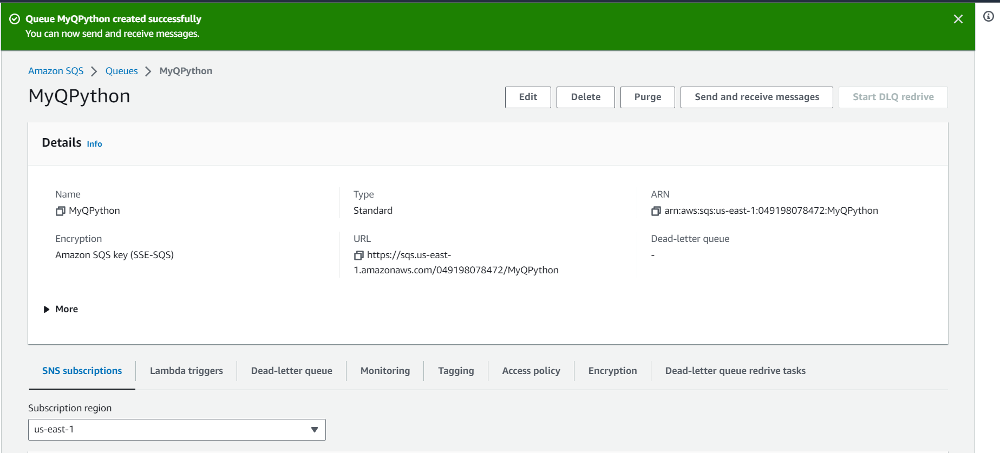 Queue MyQPython created successfully
You can now send and receive messages.
Amazon SQS > Queues > MyQPython
MyQPython
Edit
Delete
Purge
Send and receive messages
Start DLQ redrive
Details Info
Name
MyQPython
Type
Standard
ARN
arn:aws:sqs:us-east-1:049198078472:MyQPython
Encryption
Amazon SQS key (SSE-SQS)
URL
https://sqs.us-east-
1.amazonaws.com/049198078472/MyQPython
Dead-letter queue
-
More
SNS subscriptions
Lambda triggers
Dead-letter queue
Monitoring
Tagging
Access policy
Encryption
Dead-letter queue redrive tasks
Subscription region
us-east-1